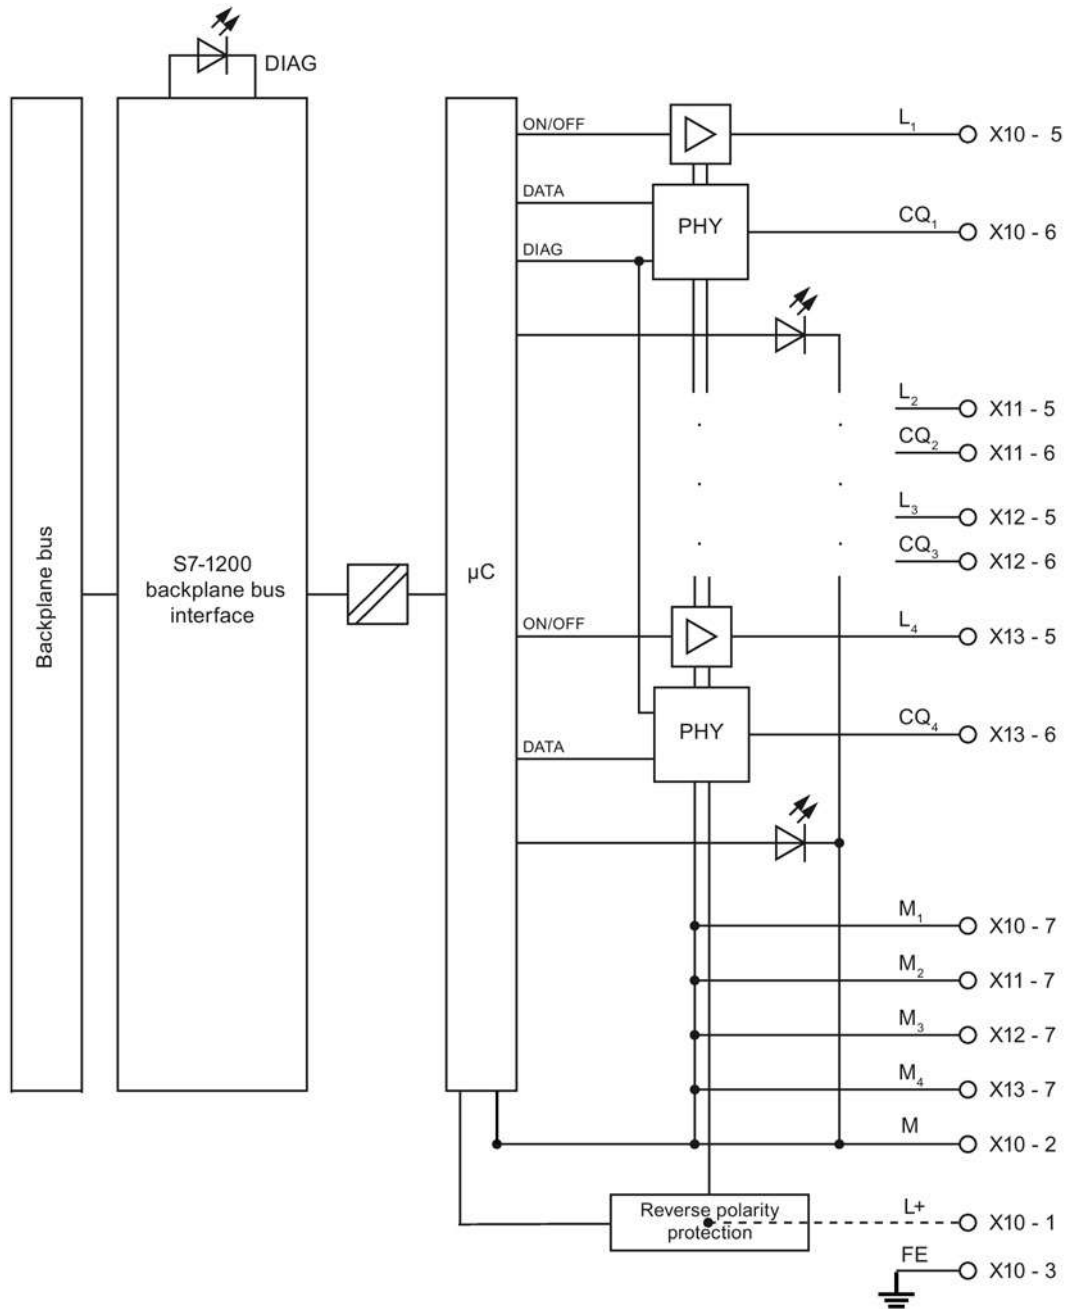 DIAG
ON/OFF
L1
X10 - 5
DATA
PHY
CQ1
X10 - 6
DIAG
L2
X11 - 5
CQ2
X11 - 6
L3
X12 - 5
CQ3
X12 - 6
Backplane bus
S7-1200
backplane bus
interface
µC
ON/OFF
L4
X13 - 5
PHY
CQ4
X13 - 6
DATA
M1
X10 - 7
M2
X11 - 7
M3
X12 - 7
M4
X13 - 7
M
X10 - 2
Reverse polarity
protection
L+
X10 - 1
FE
X10 - 3